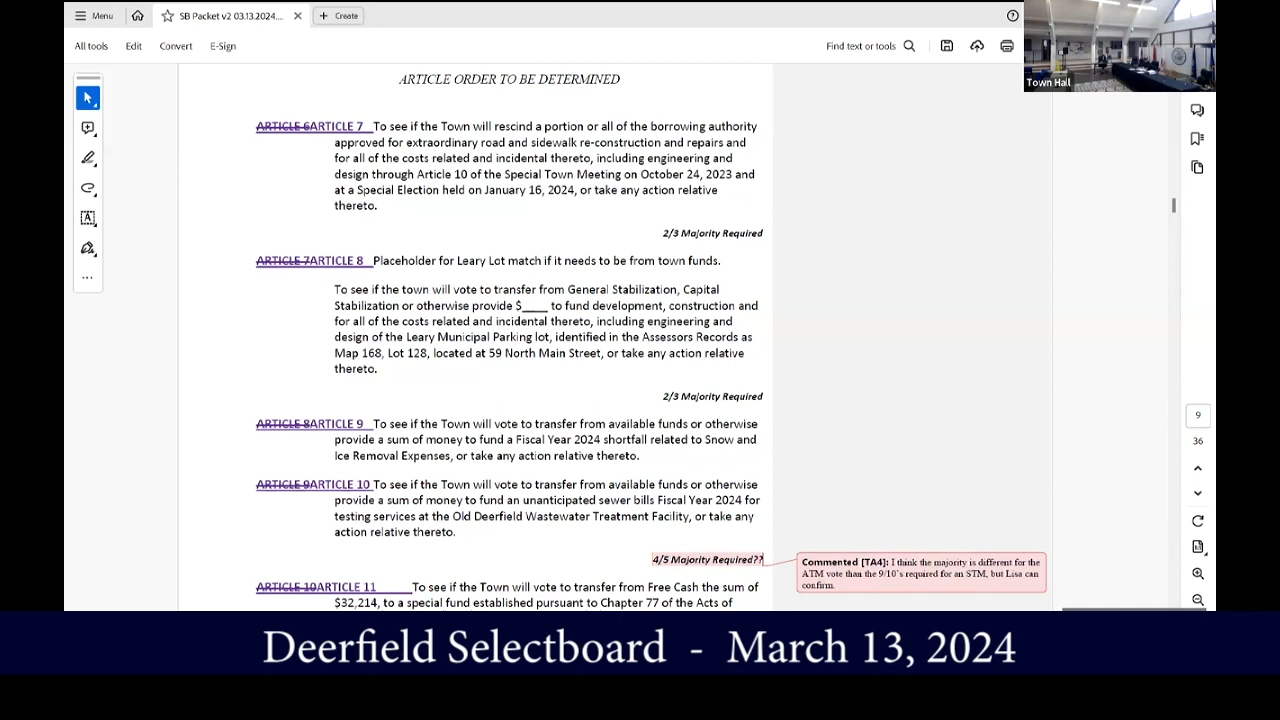 Menu
SB Packet v2 03.13.2024...
Create
All tools
Edit
Convert
E-Sign
Find text or tools
Town Hall
ARTICLE ORDER TO BE DETERMINED
ARTICLE 6ARTICLE 7 To see if the Town will rescind a portion or all of the borrowing authority
approved for extraordinary road and sidewalk re-construction and repairs and
for all of the costs related and incidental thereto, including engineering and
design through Article 10 of the Special Town Meeting on October 24, 2023 and
at a Special Election held on January 16, 2024, or take any action relative
thereto.
2/3 Majority Required
ARTICLE 7ARTICLE 8 Placeholder for Leary Lot match if it needs to be from town funds.
To see if the town will vote to transfer from General Stabilization, Capital
Stabilization or otherwise provide $____ to fund development, construction and
for all of the costs related and incidental thereto, including engineering and
design of the Leary Municipal Parking lot, identified in the Assessors Records as
Map 168, Lot 128, located at 59 North Main Street, or take any action relative
thereto.
2/3 Majority Required
ARTICLE 8ARTICLE 9 To see if the Town will vote to transfer from available funds or otherwise
provide a sum of money to fund a Fiscal Year 2024 shortfall related to Snow and
Ice Removal Expenses, or take any action relative thereto.
ARTICLE 9ARTICLE 10 To see if the Town will vote to transfer from available funds or otherwise
provide a sum of money to fund an unanticipated sewer bills Fiscal Year 2024 for
testing services at the Old Deerfield Wastewater Treatment Facility, or take any
action relative thereto.
4/5 Majority Required??
Commented [TA4]: I think the majority is different for the
ATM vote than the 9/10's required for an STM, but Lisa can
confirm.
ARTICLE 10ARTICLE 11 To see if the Town will vote to transfer from Free Cash the sum of
$32,214, to a special fund established pursuant to Chapter 77 of the Acts of
9
36
Deerfield Selectboard - March 13, 2024